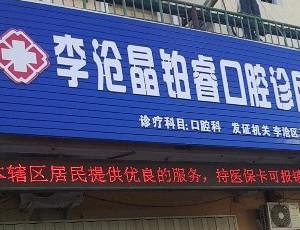 李沧晶铂睿口腔诊
诊疗科目:口腔科 发证机关:李沧区
本辖区居民提供优良的服务,持医保卡可报销